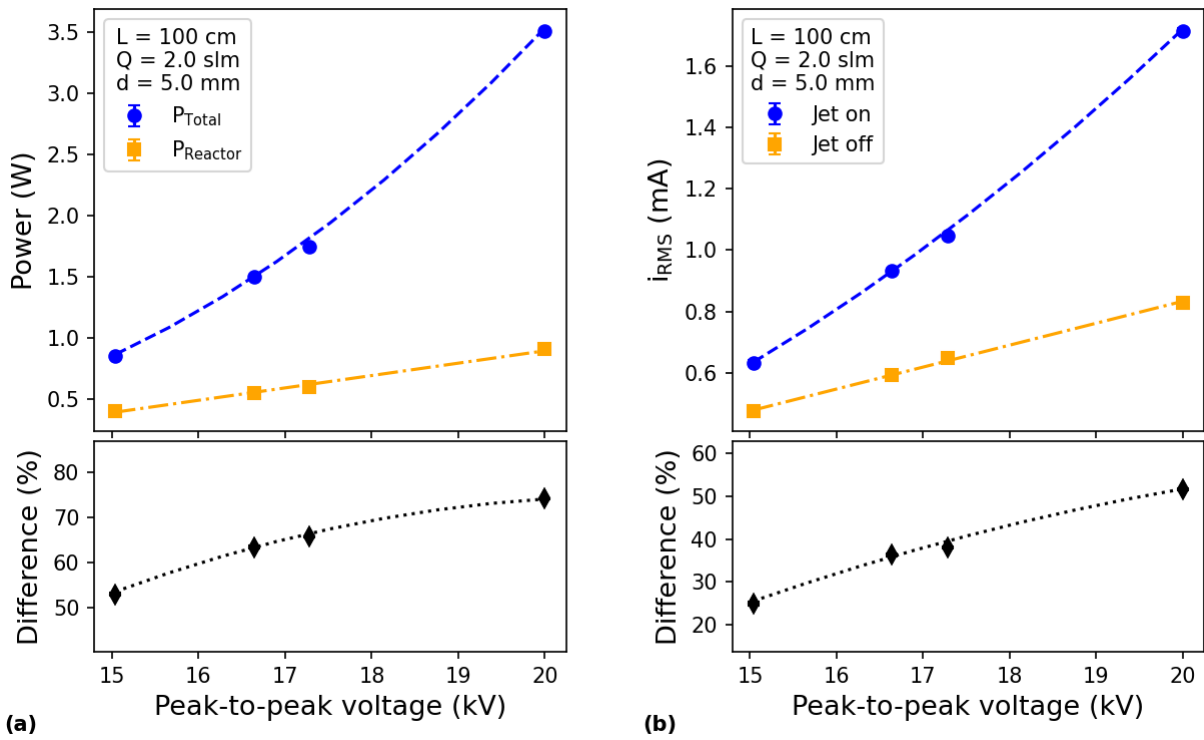 L = 100 cm
Q = 2.0 slm
d = 5.0 mm
P_Total
P_Reactor
Power (W)
3.5
3.0
2.5
2.0
1.5
1.0
0.5
Difference (%)
80
70
60
50
15 16 17 18 19 20
Peak-to-peak voltage (kV)
(a)
L = 100 cm
Q = 2.0 slm
d = 5.0 mm
Jet on
Jet off
i_RMS (mA)
1.6
1.4
1.2
1.0
0.8
0.6
Difference (%)
60
50
40
30
20
15 16 17 18 19 20
Peak-to-peak voltage (kV)
(b)